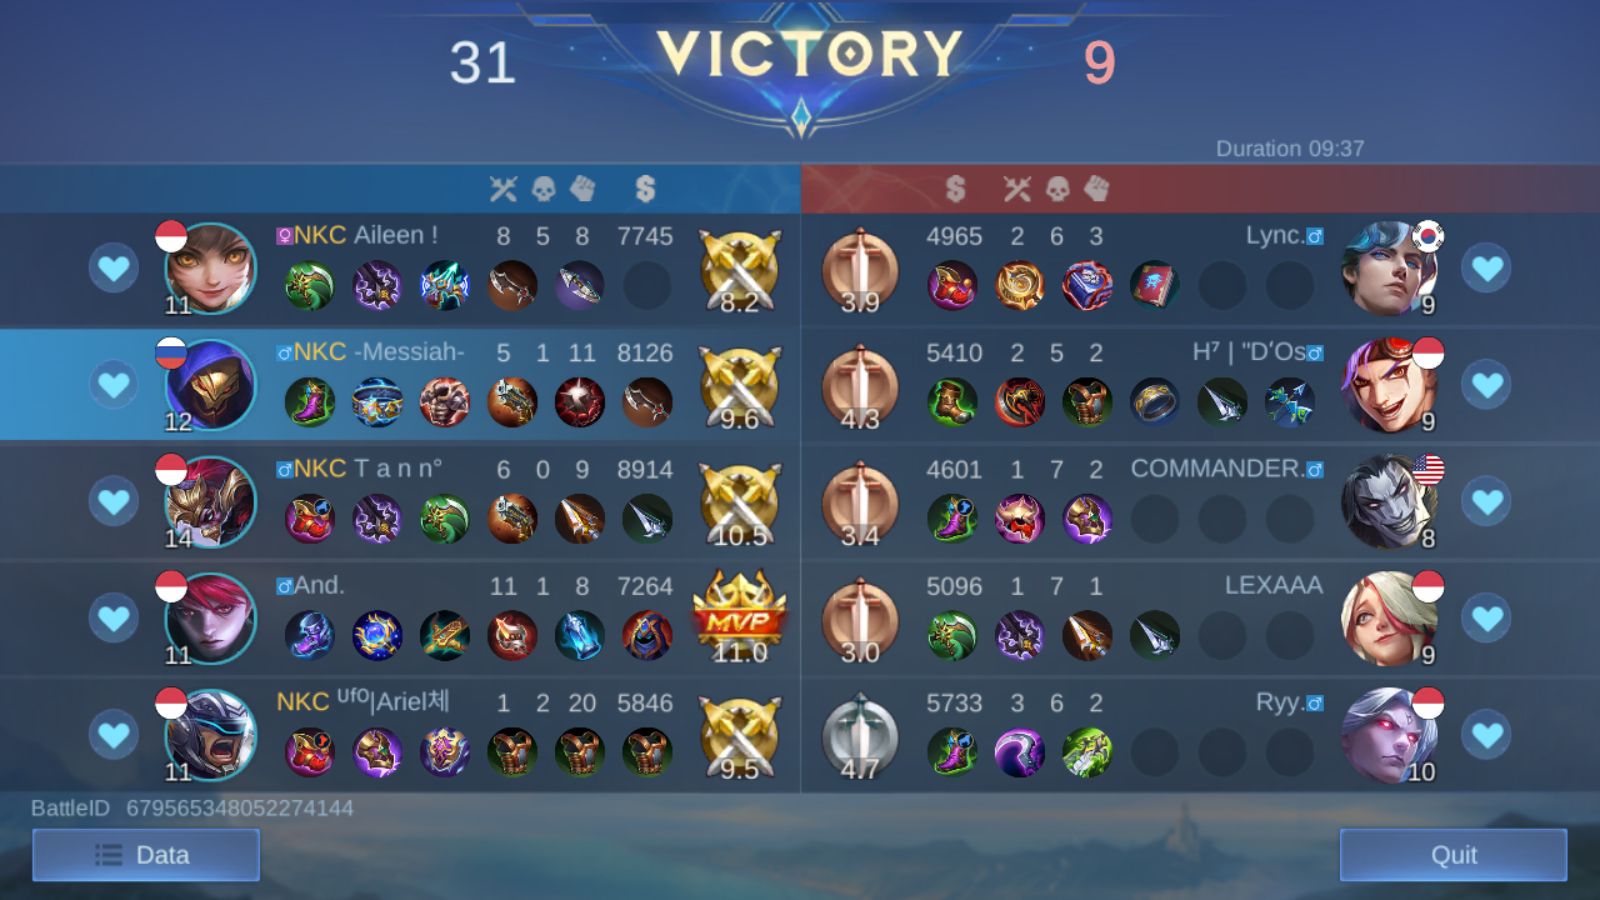 31 VICTORY 9
Duration 09:37
NKC Aileen ! 8 5 8 7745
11 8.2
3.9 4965 2 6 3 Lync.
9
NKC -Messiah- 5 1 11 8126
12 9.6
4.3 5410 2 5 2 H⁷ | "DʻOs
9
NKC T a n n° 6 0 9 8914
14 10.5
3.4 4601 1 7 2 COMMANDER.
8
And. 11 1 8 7264
11 MVP 11.0
3.0 5096 1 7 1 LEXAAA
9
NKC ᵁᶠᴼ|Ariel체 1 2 20 5846
11 9.5
4.7 5733 3 6 2 Ryy.
10
BattleID 679565348052274144
Data
Quit